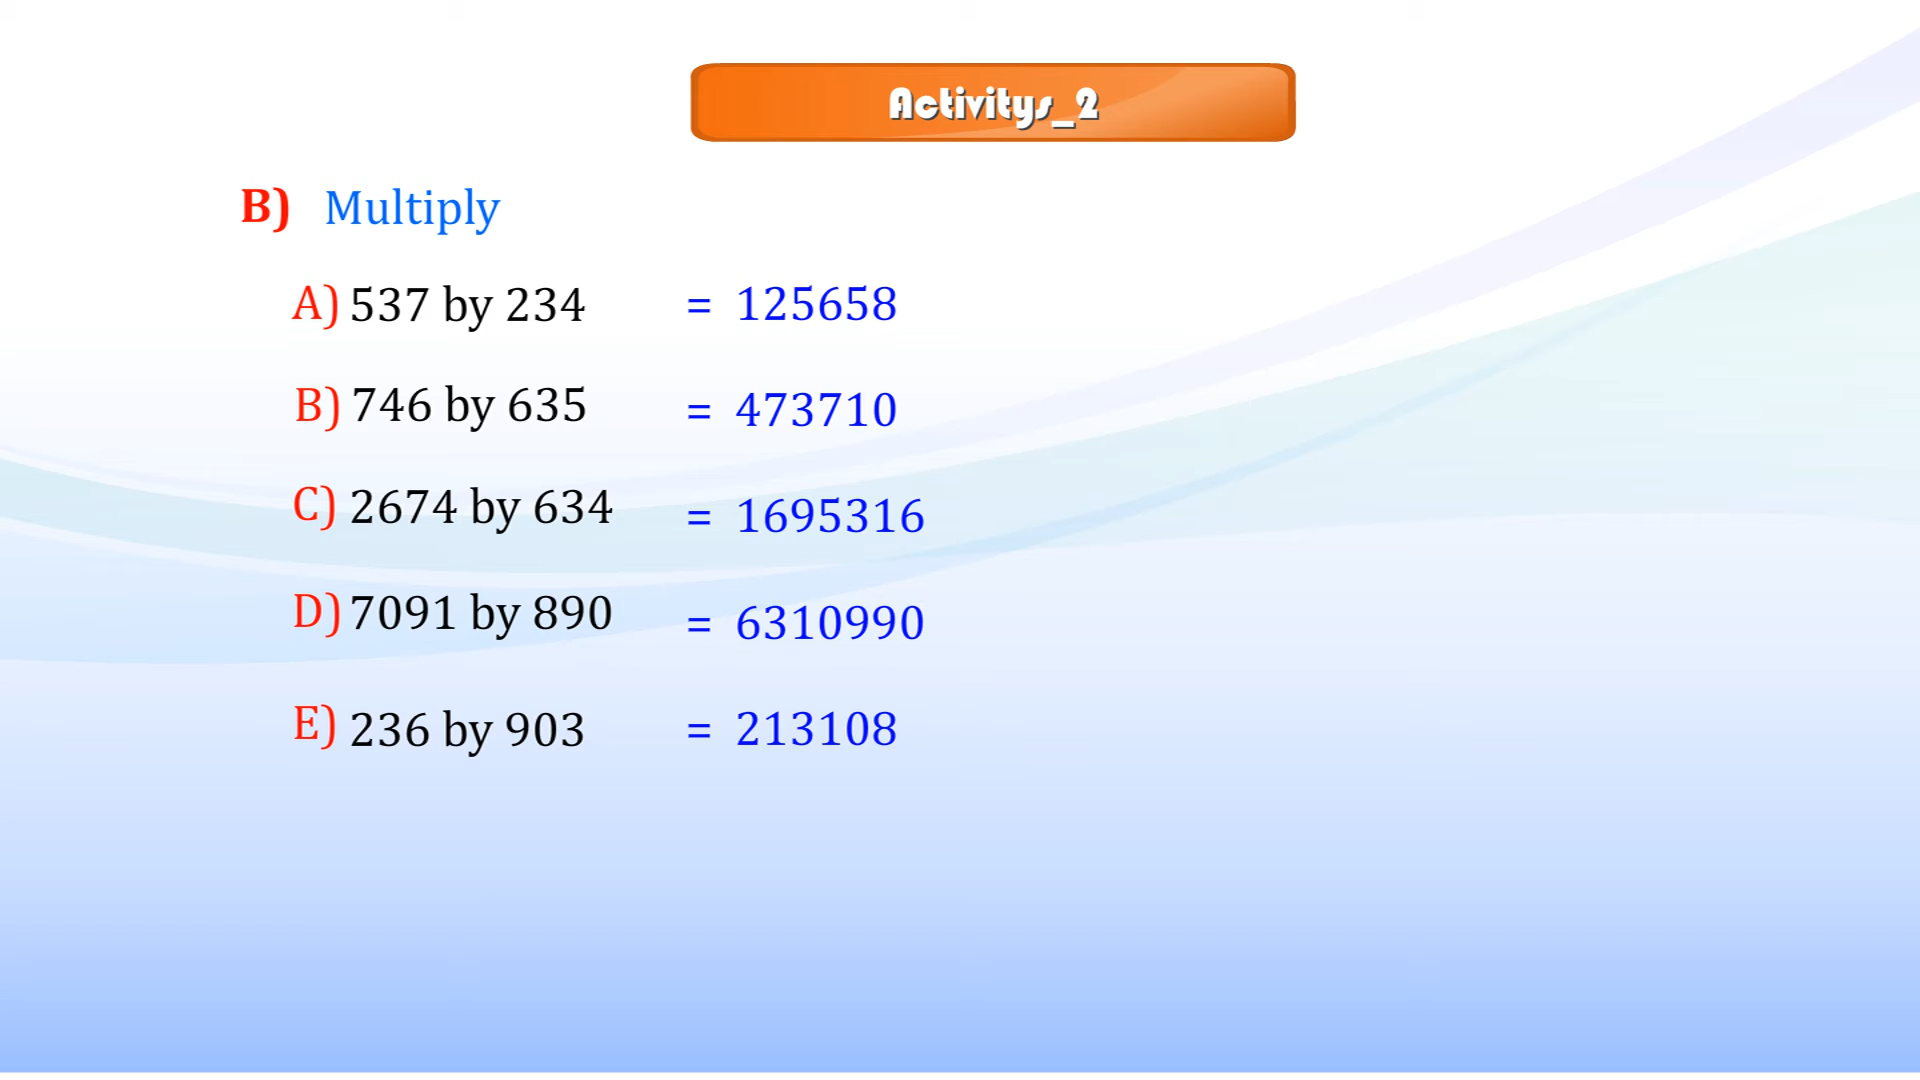 Activitys_2
B) Multiply
A) 537 by 234 = 125658
B) 746 by 635 = 473710
C) 2674 by 634 = 1695316
D) 7091 by 890 = 6310990
E) 236 by 903 = 213108